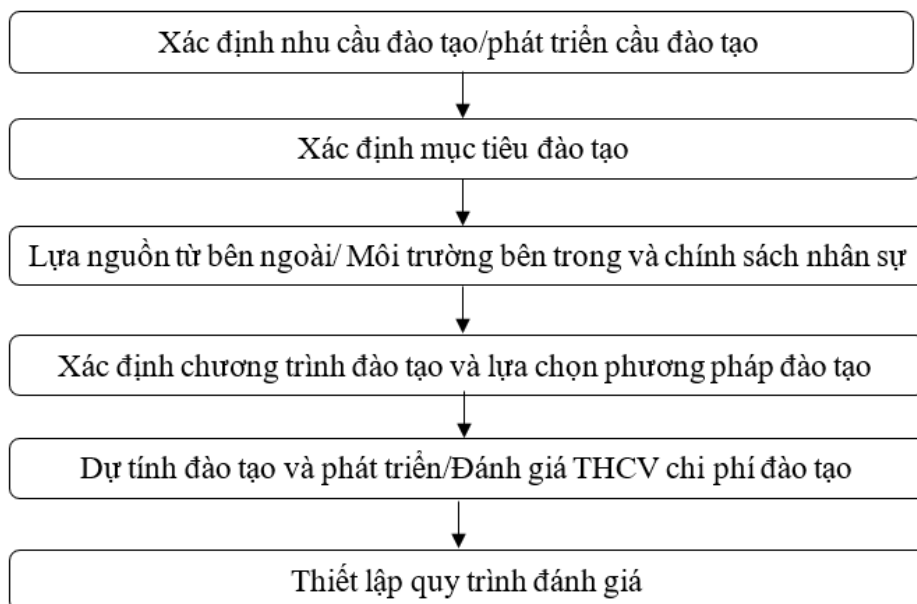 Xác định nhu cầu đào tạo/phát triển cầu đào tạo
Xác định mục tiêu đào tạo
Lựa nguồn từ bên ngoài/ Môi trường bên trong và chính sách nhân sự
Xác định chương trình đào tạo và lựa chọn phương pháp đào tạo
Dự tính đào tạo và phát triển/Đánh giá THCV chi phí đào tạo
Thiết lập quy trình đánh giá